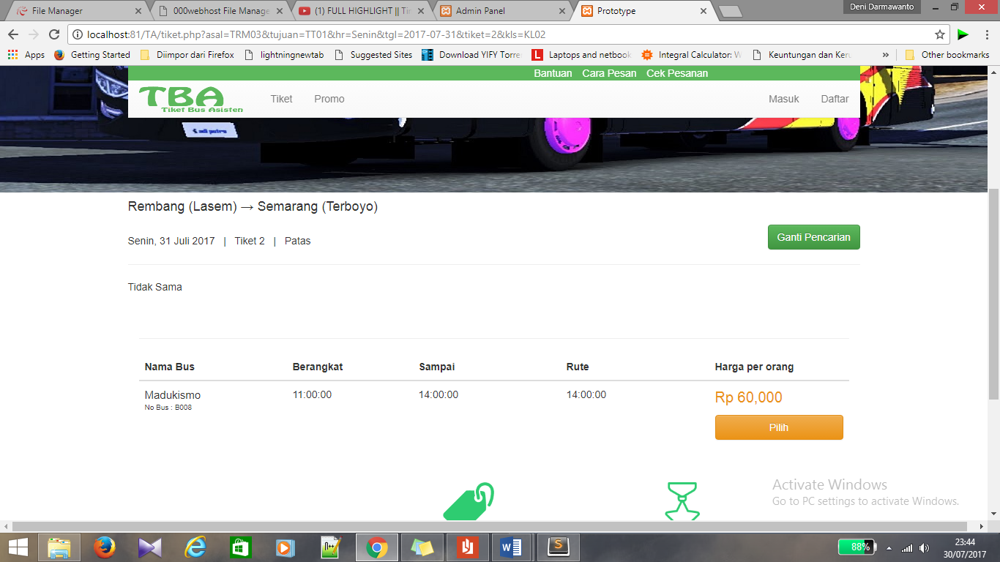 File Manager
000webhost File Manage
(1) FULL HIGHLIGHT || Tim
Admin Panel
Prototype
Deni Darmawanto
localhost:81/TA/tiket.php?asal=TRM03&tujuan=TT01&hr=Senin&tgl=2017-07-31&tiket=2&kls=KL02
Apps
Getting Started
Diimpor dari Firefox
lightningnewtab
Suggested Sites
Download YIFY Torre
Laptops and netbook
Integral Calculator: W
Keuntungan dan Keru
»
Other bookmarks
Bantuan Cara Pesan Cek Pesanan
TBA
Tiket Bus Asisten
Tiket Promo Masuk Daftar
adi putro
Rembang (Lasem) → Semarang (Terboyo)
Senin, 31 Juli 2017 | Tiket 2 | Patas
Ganti Pencarian
Tidak Sama
Nama Bus Berangkat Sampai Rute Harga per orang
Madukismo 11:00:00 14:00:00 14:00:00 Rp 60,000
No Bus : B008
Pilih
Activate Windows
Go to PC settings to activate Windows.
88%
23:44
30/07/2017